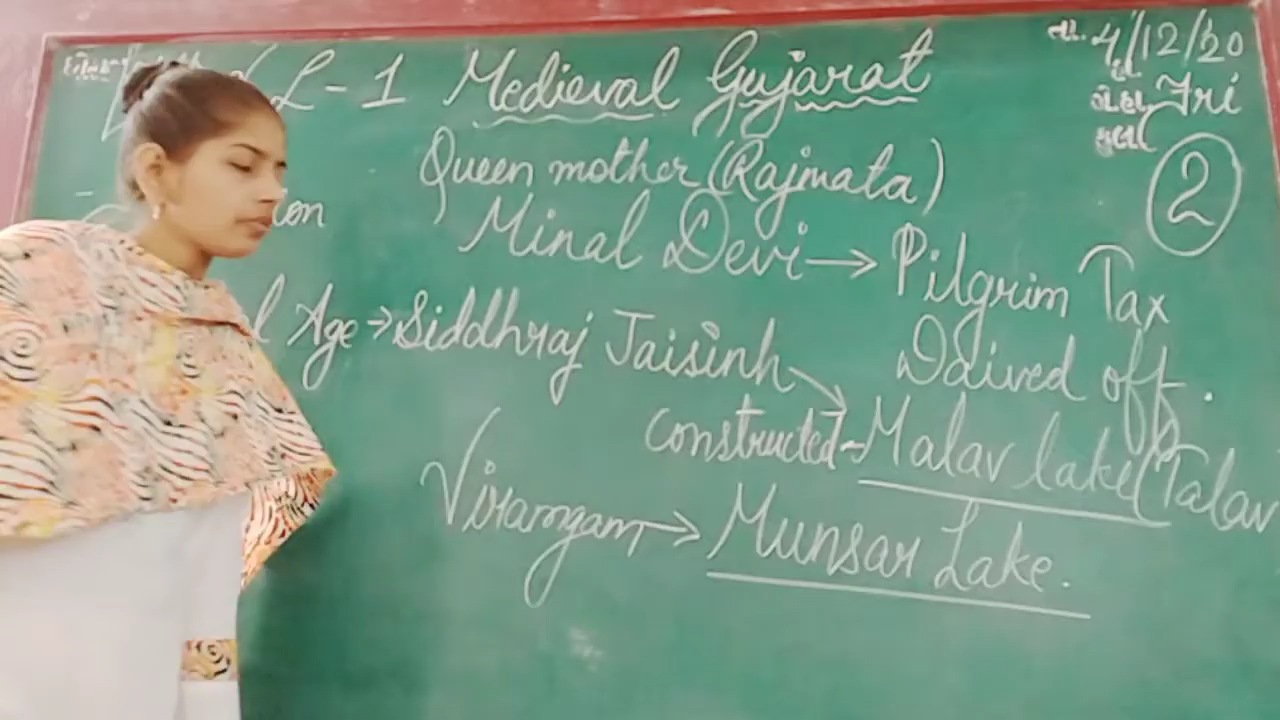 L-1 Medieval Gujarat
તા. 4/12/20
Fri
2
Queen mother (Rajmata)
Minal Devi → Pilgrim Tax
Daived off.
Age → Siddhraj Jaisinh
constructed → Malav lake (Talav
Viramgam → Munsar Lake.